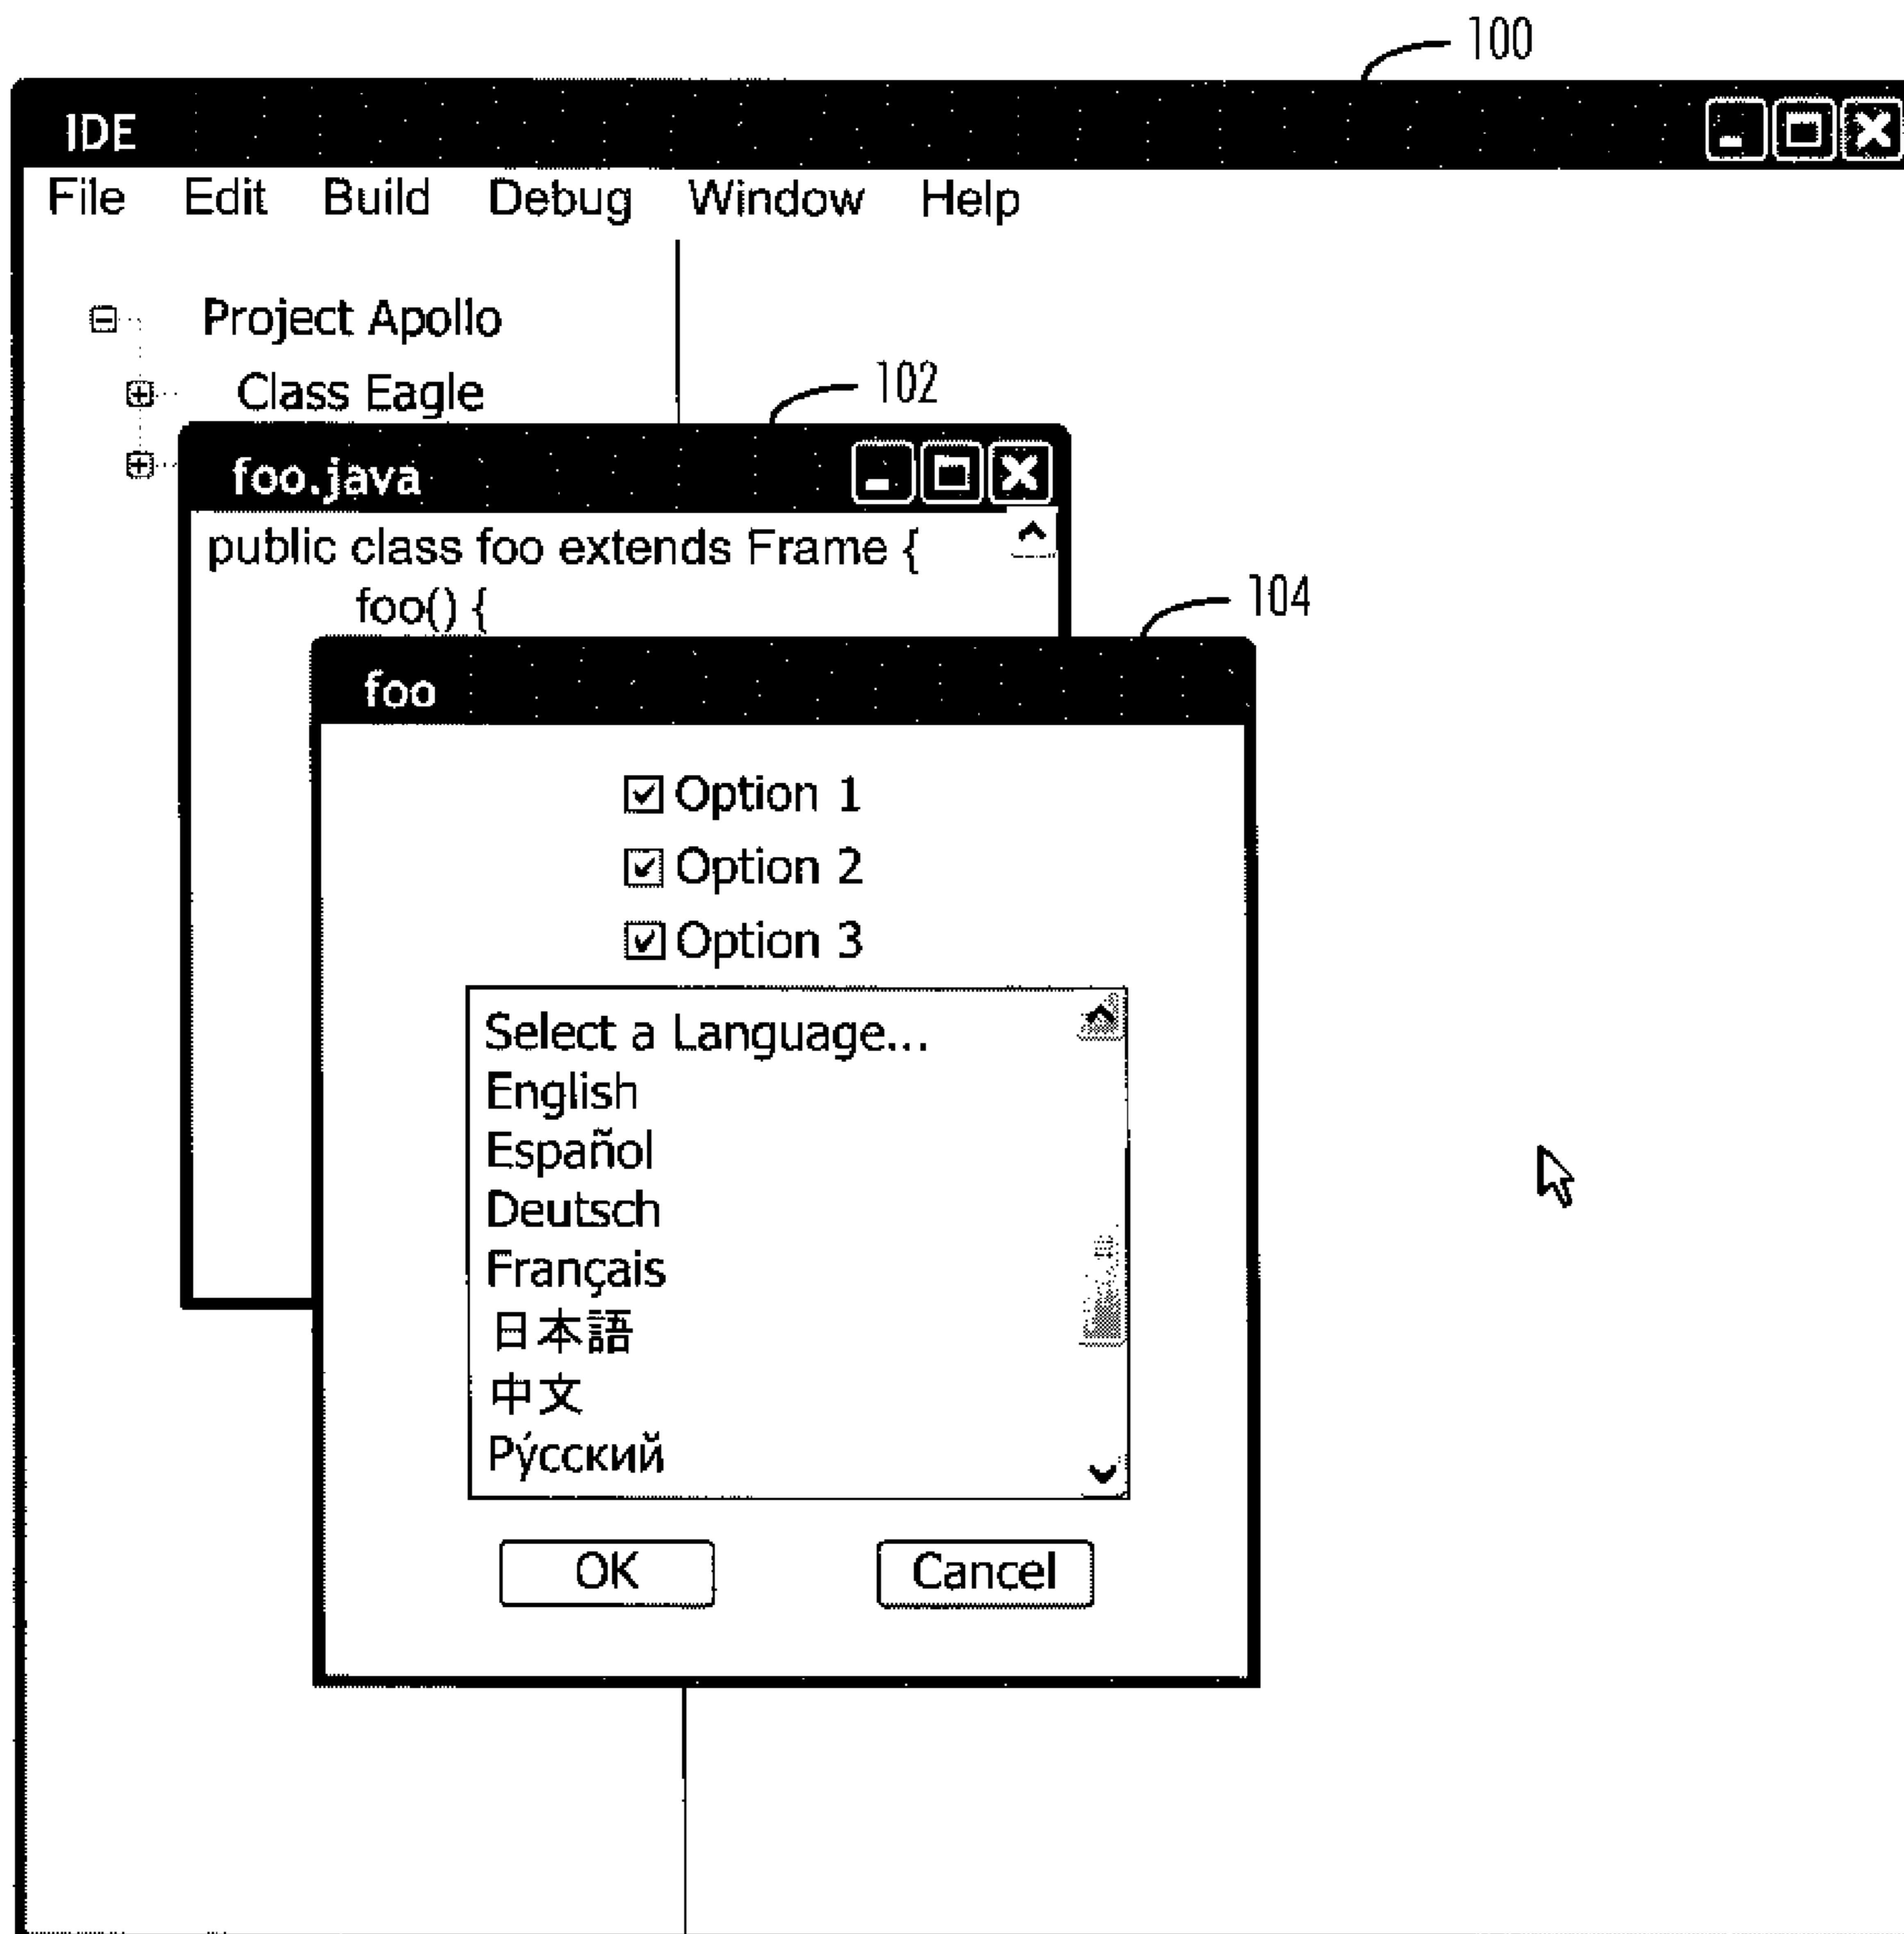 100
IDE
File Edit Build Debug Window Help
Project Apollo
Class Eagle
102
foo.java
public class foo extends Frame {
foo() {
104
foo
Option 1
Option 2
Option 3
Select a Language...
English
Español
Deutsch
Français
日本語
中文
Ру́сский
OK Cancel